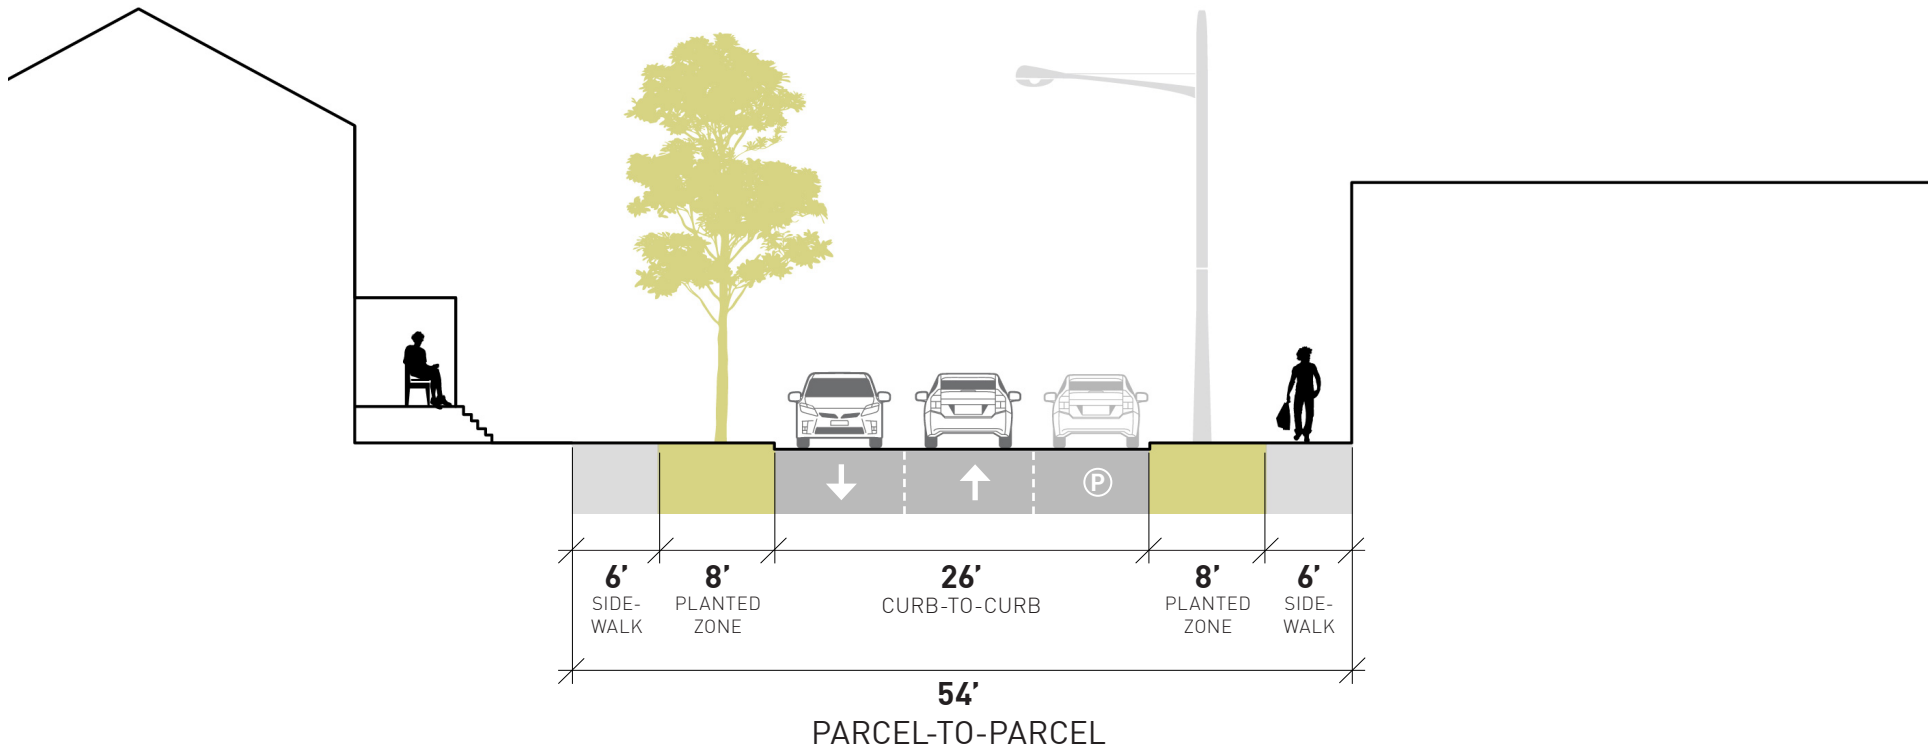 P
6’
SIDE-
WALK
8’
PLANTED
ZONE
26’
CURB-TO-CURB
8’
PLANTED
ZONE
6’
SIDE-
WALK
54’
PARCEL-TO-PARCEL